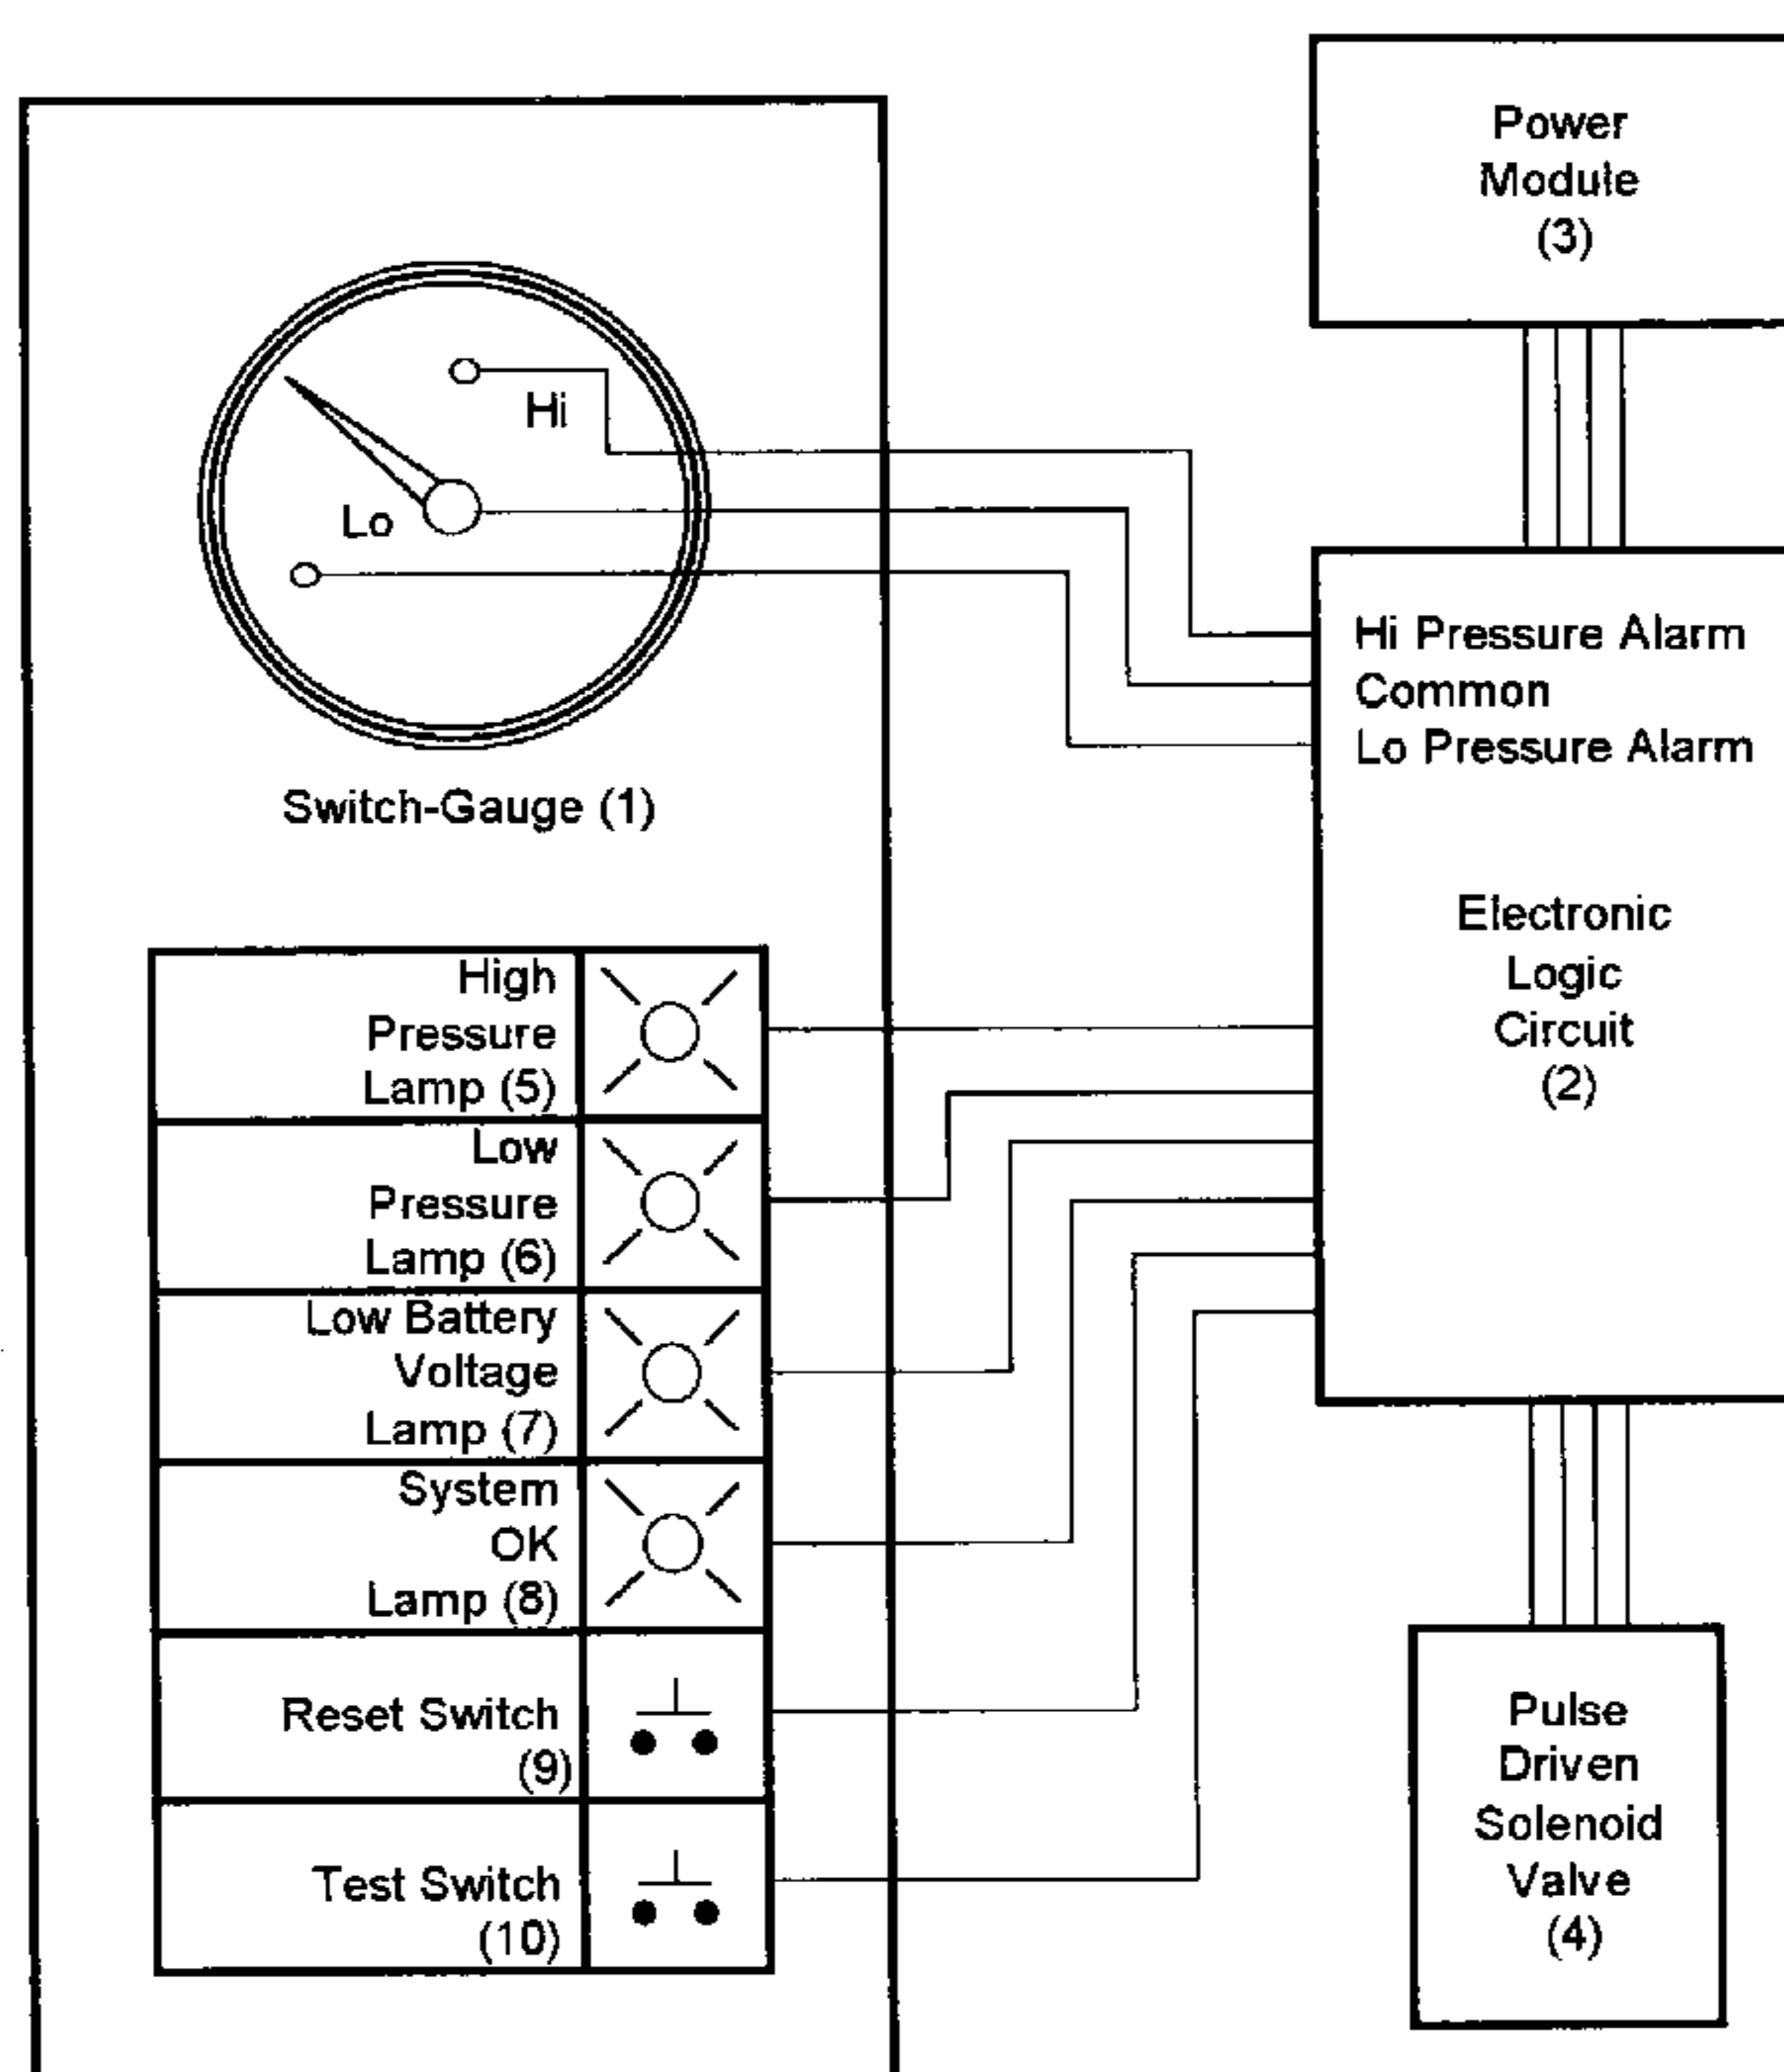 Power
Module
(3)
Hi
Lo
Hi Pressure Alarm
Common
Lo Pressure Alarm
Switch-Gauge (1)
Electronic
Logic
Circuit
(2)
High
Pressure
Lamp (5)
Low
Pressure
Lamp (6)
Low Battery
Voltage
Lamp (7)
System
OK
Lamp (8)
Reset Switch
(9)
Test Switch
(10)
Pulse
Driven
Solenoid
Valve
(4)